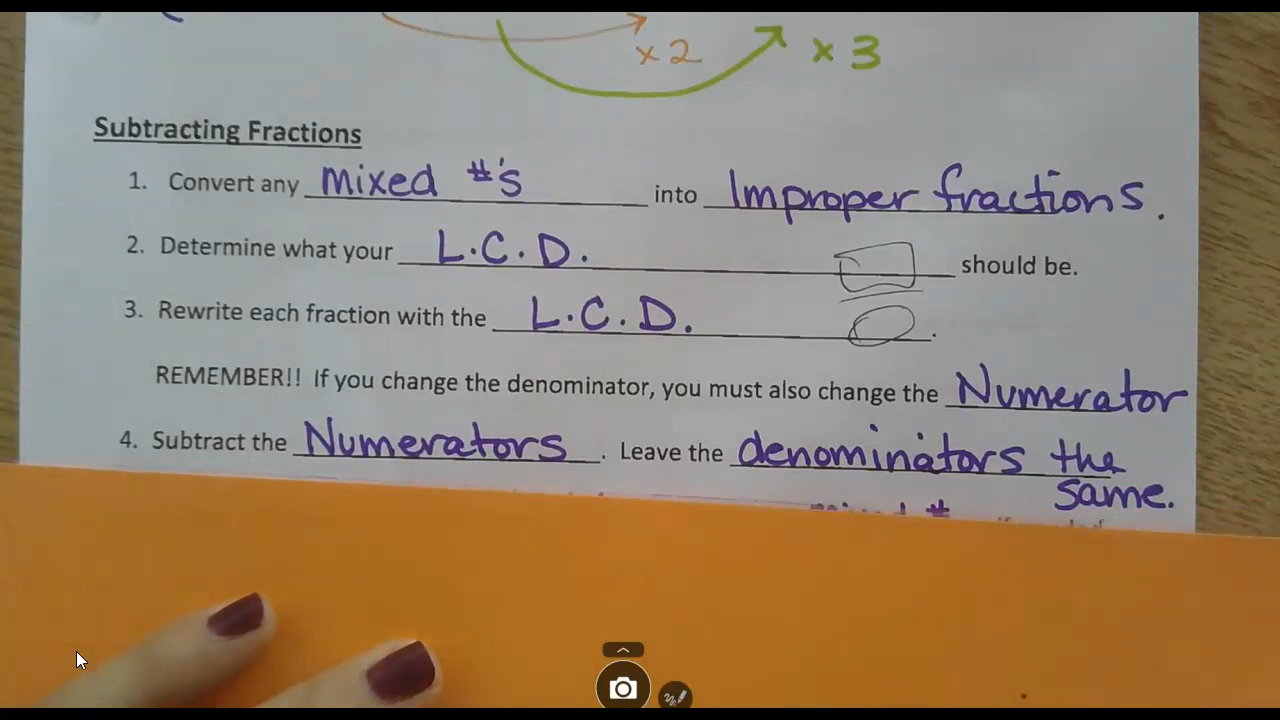 x 2
x 3
Subtracting Fractions
1. Convert any mixed #'s into Improper fractions.
2. Determine what your L.C.D. should be.
3. Rewrite each fraction with the L.C.D.
REMEMBER!! If you change the denominator, you must also change the Numerator
4. Subtract the Numerators. Leave the denominators the
same.